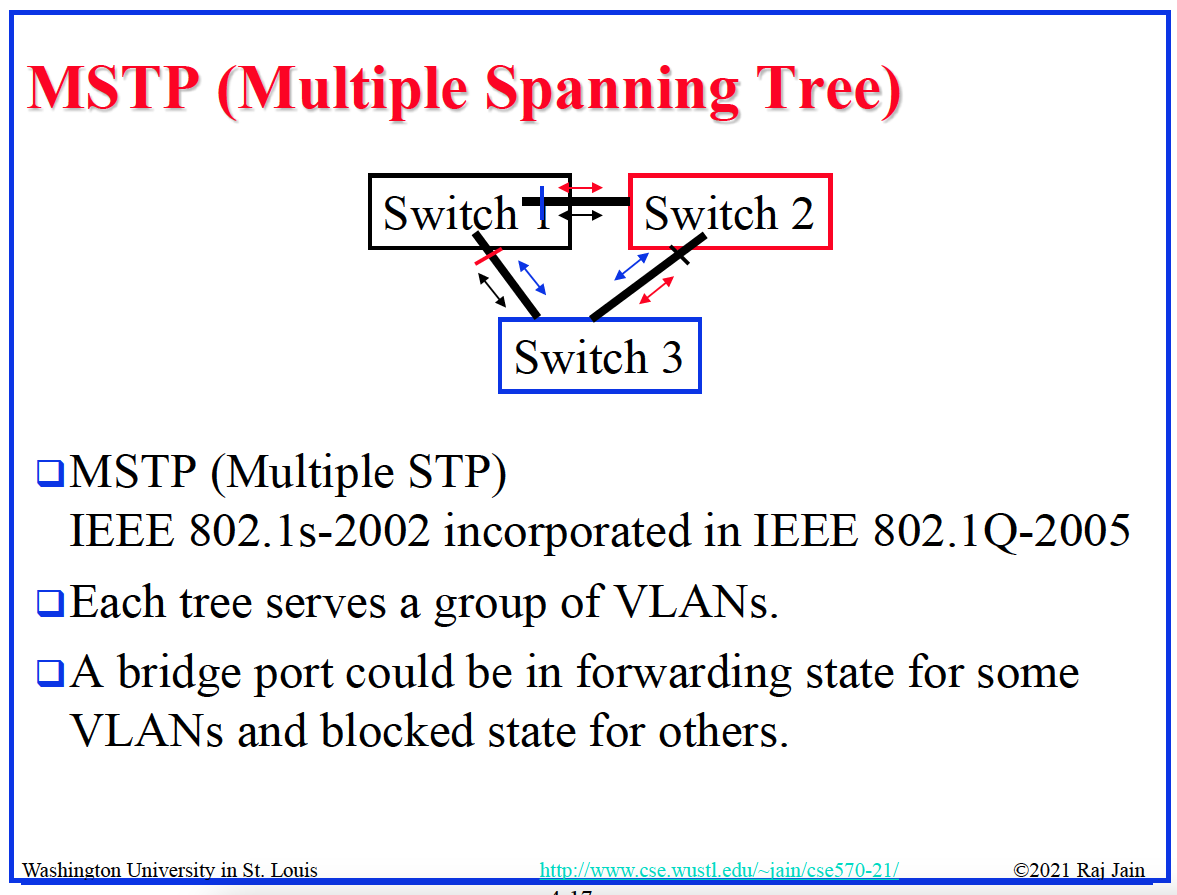 MSTP (Multiple Spanning Tree)
Switch 1
Switch 2
Switch 3
MSTP (Multiple STP)
IEEE 802.1s-2002 incorporated in IEEE 802.1Q-2005
Each tree serves a group of VLANs.
A bridge port could be in forwarding state for some
VLANs and blocked state for others.
Washington University in St. Louis
http://www.cse.wustl.edu/~jain/cse570-21/
©2021 Raj Jain
4-17